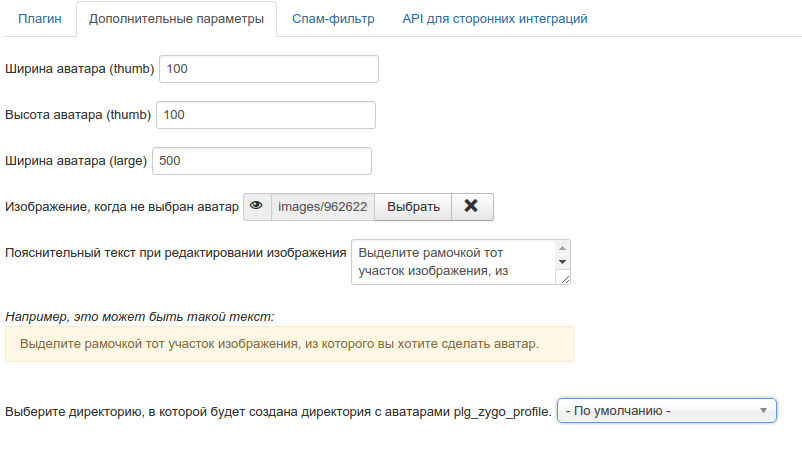 Плагин Дополнительные параметры Спам-фильтр API для сторонних интеграций
Ширина аватара (thumb) 100
Высота аватара (thumb) 100
Ширина аватара (large) 500
Изображение, когда не выбран аватар images/962622 Выбрать
Пояснительный текст при редактировании изображения Выделите рамочкой тот
участок изображения, из
Например, это может быть такой текст:
Выделите рамочкой тот участок изображения, из которого вы хотите сделать аватар.
Выберите директорию, в которой будет создана директория с аватарами plg_zygo_profile. - По умолчанию -